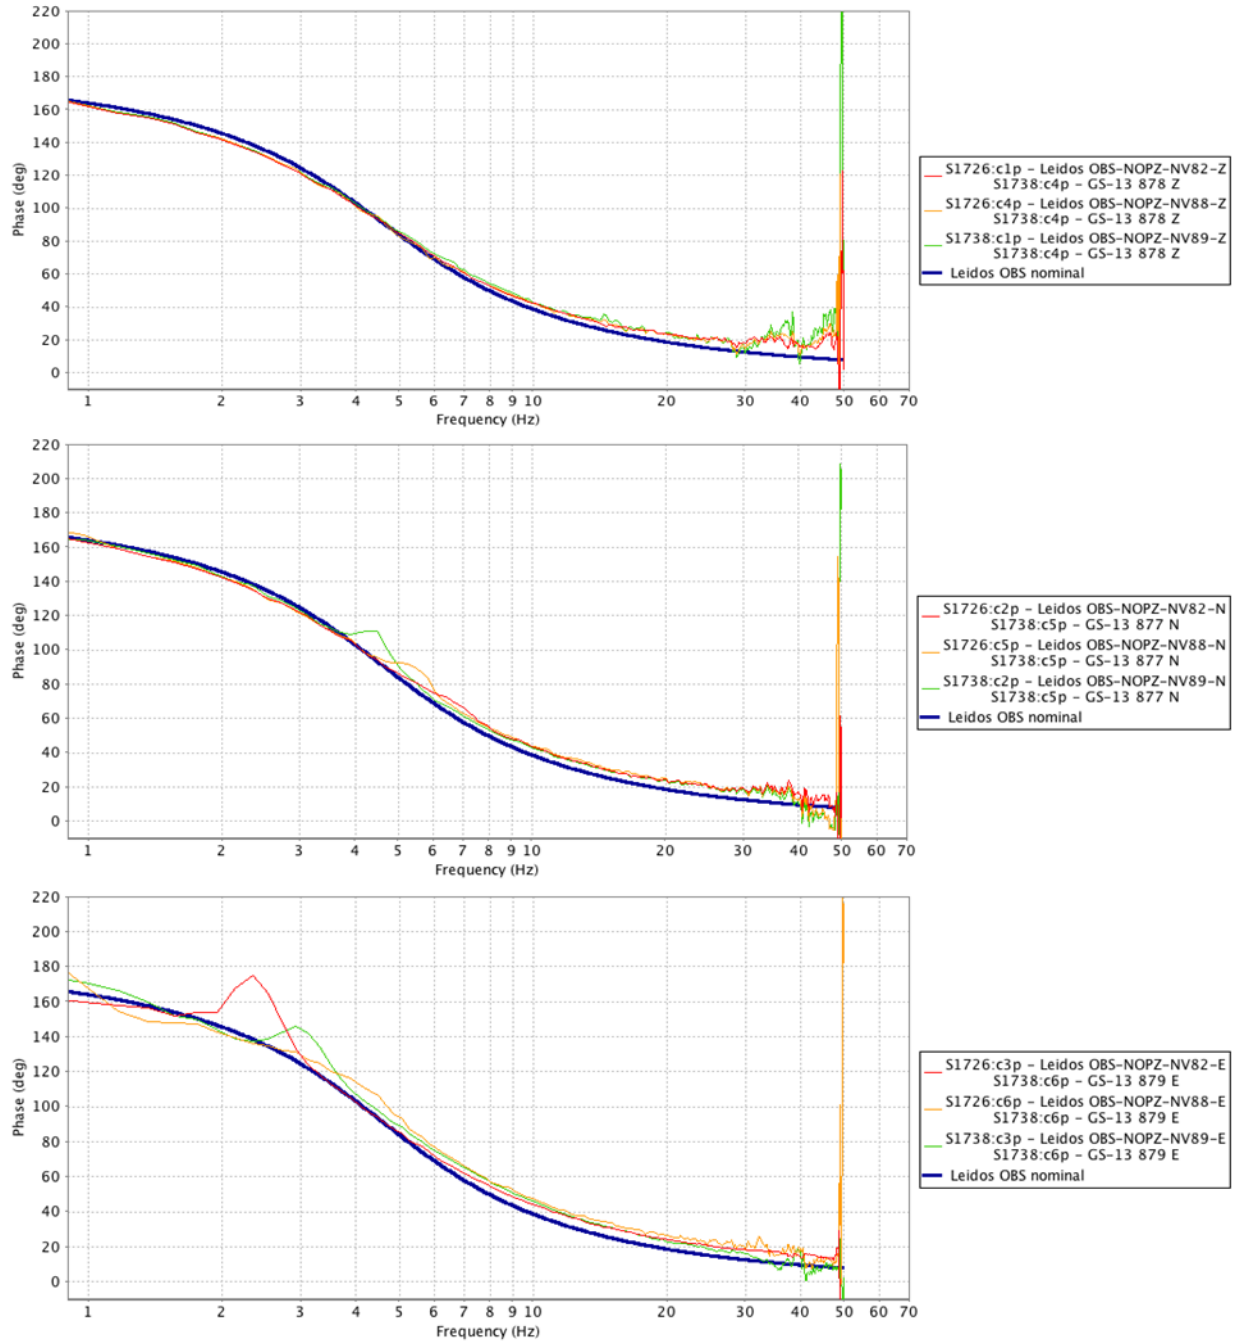 220
200
180
160
140
120
100
80
60
40
20
0
Phase (deg)
1 2 3 4 5 6 7 8 9 10 20 30 40 50 60 70
Frequency (Hz)
S1726:c1p – Leidos OBS–NOPZ–NV82–Z
S1738:c4p – GS–13 878 Z
S1726:c4p – Leidos OBS–NOPZ–NV88–Z
S1738:c4p – GS–13 878 Z
S1738:c1p – Leidos OBS–NOPZ–NV89–Z
S1738:c4p – GS–13 878 Z
Leidos OBS nominal
220
200
180
160
140
120
100
80
60
40
20
0
Phase (deg)
1 2 3 4 5 6 7 8 9 10 20 30 40 50 60 70
Frequency (Hz)
S1726:c2p – Leidos OBS–NOPZ–NV82–N
S1738:c5p – GS–13 877 N
S1726:c5p – Leidos OBS–NOPZ–NV88–N
S1738:c5p – GS–13 877 N
S1738:c2p – Leidos OBS–NOPZ–NV89–N
S1738:c5p – GS–13 877 N
Leidos OBS nominal
220
200
180
160
140
120
100
80
60
40
20
0
Phase (deg)
1 2 3 4 5 6 7 8 9 10 20 30 40 50 60 70
Frequency (Hz)
S1726:c3p – Leidos OBS–NOPZ–NV82–E
S1738:c6p – GS–13 879 E
S1726:c6p – Leidos OBS–NOPZ–NV88–E
S1738:c6p – GS–13 879 E
S1738:c3p – Leidos OBS–NOPZ–NV89–E
S1738:c6p – GS–13 879 E
Leidos OBS nominal